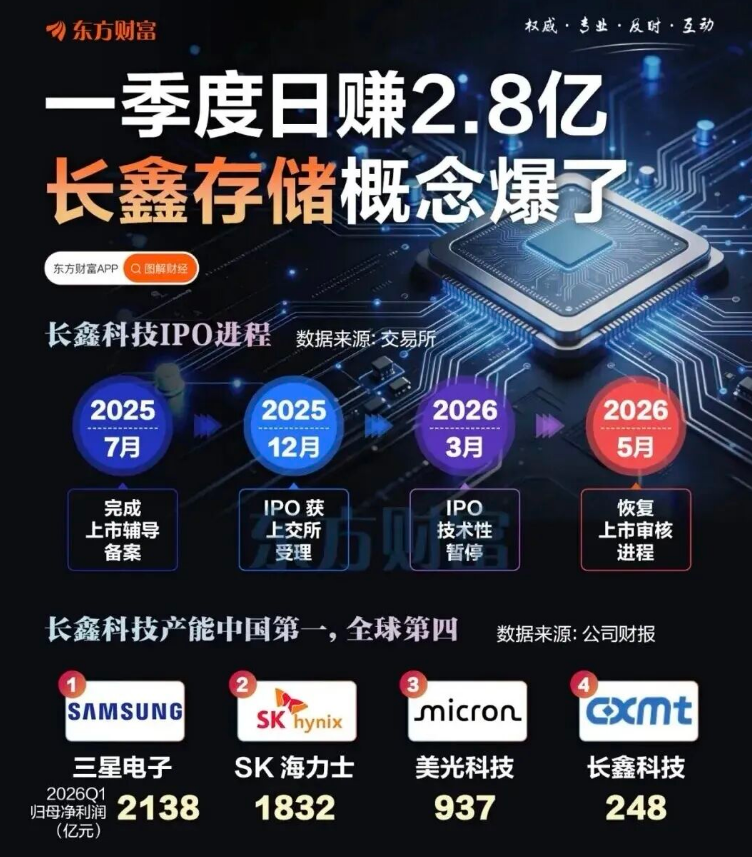 东方财富
权威·专业·及时·互动
一季度日赚2.8亿
长鑫存储概念爆了
东方财富APP 图解财经
长鑫科技IPO进程 数据来源:交易所
2025 2025 2026 2026
7月 12月 3月 5月
完成 IPO 获 IPO 恢复
上市辅导 上交所 技术性 上市审核
备案 受理 暂停 进程
东方财富
长鑫科技产能中国第一,全球第四 数据来源:公司财报
1 2 3 4
SAMSUNG SK hynix micron cxmt
三星电子 SK 海力士 美光科技 长鑫科技
2026Q1
归母净利润 2138 1832 937 248
(亿元)